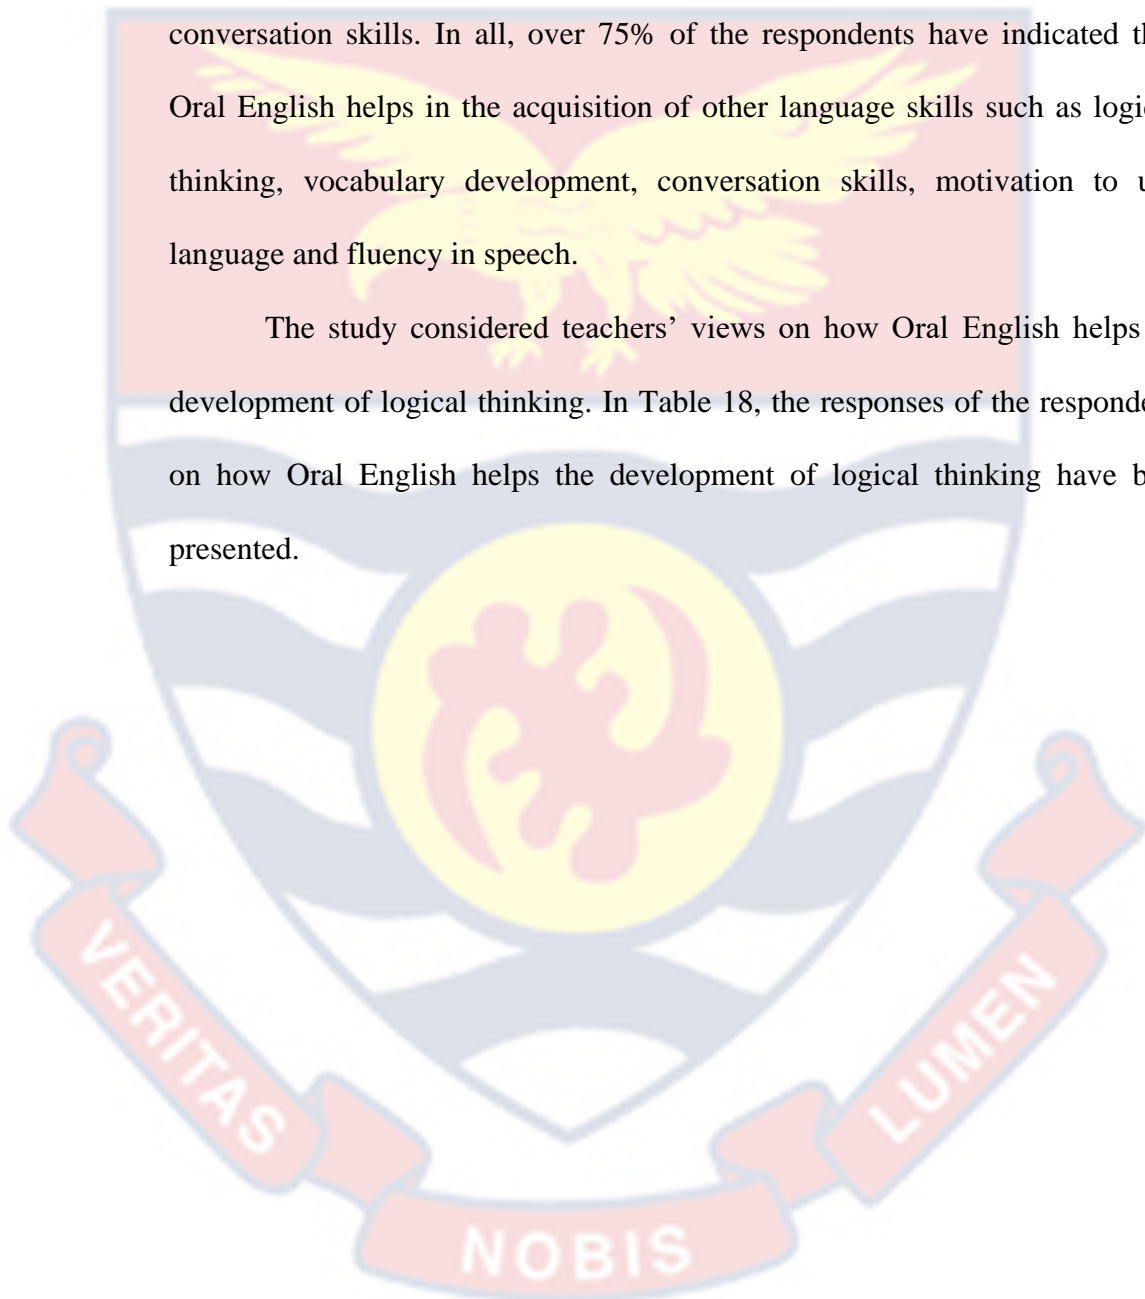 conversation skills. In all, over 75% of the respondents have indicated th
Oral English helps in the acquisition of other language skills such as logic
thinking, vocabulary development, conversation skills, motivation to u
language and fluency in speech.
The study considered teachers’ views on how Oral English helps
development of logical thinking. In Table 18, the responses of the responde
on how Oral English helps the development of logical thinking have b
presented.
VERITAS
NOBIS
LUMEN